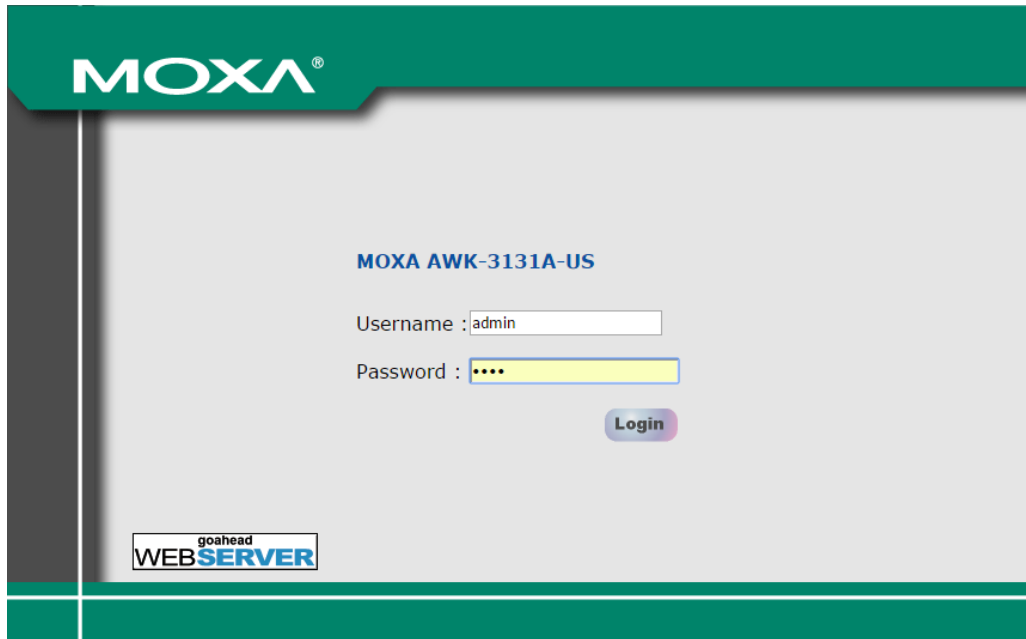 MOXA®
MOXA AWK-3131A-US
Username : admin
Password : ••••
Login
goahead
WEBSERVER